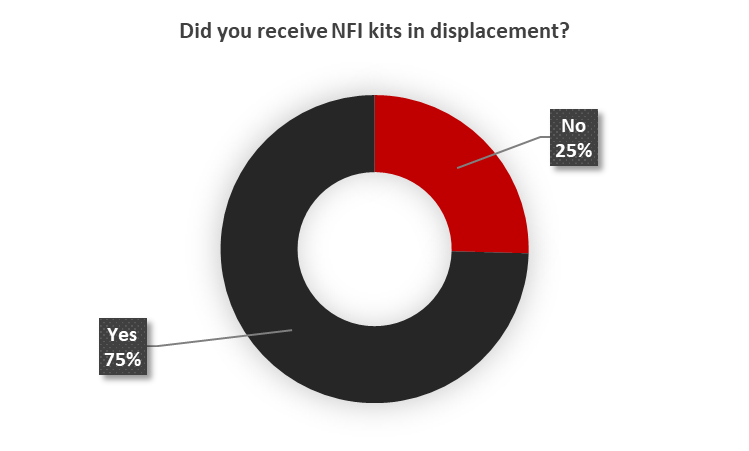 Did you receive NFI kits in displacement?
No
25%
Yes
75%